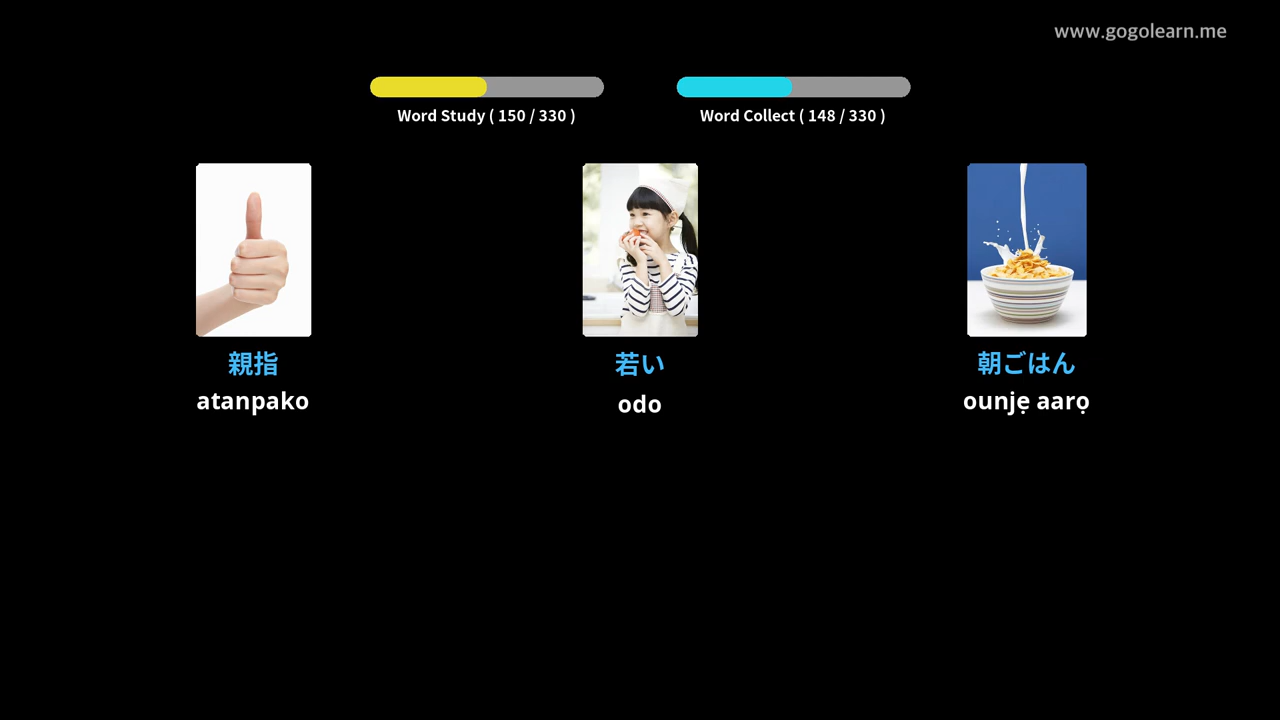 www.gogolearn.me
Word Study ( 150 / 330 )
Word Collect ( 148 / 330 )
親指
若い
朝ごはん
atanpako
odo
ounjẹ aarọ